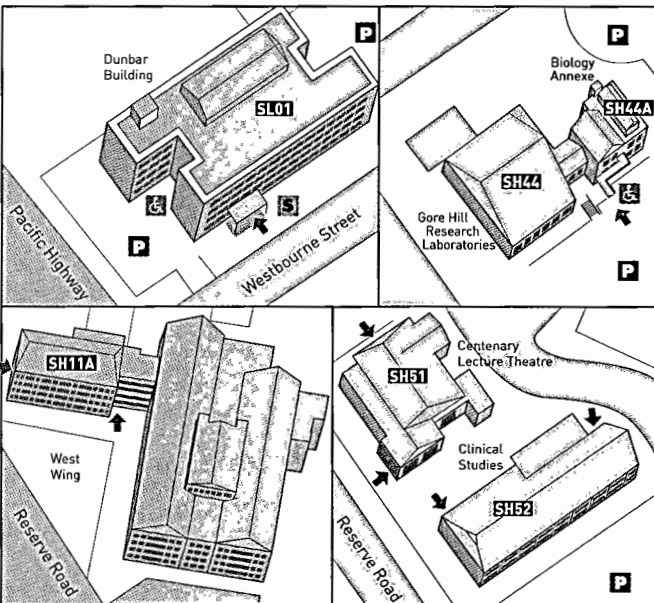 P
Dunbar
Building
SL01
S
P
Pacific Highway
Westbourne Street
P
Biology
Annexe
SH44A
SH44
Gore Hill
Research
Laboratories
P
SH11A
West
Wing
Reserve Road
Centenary
Lecture Theatre
SH51
Clinical
Studies
SH52
Reserve Road
P